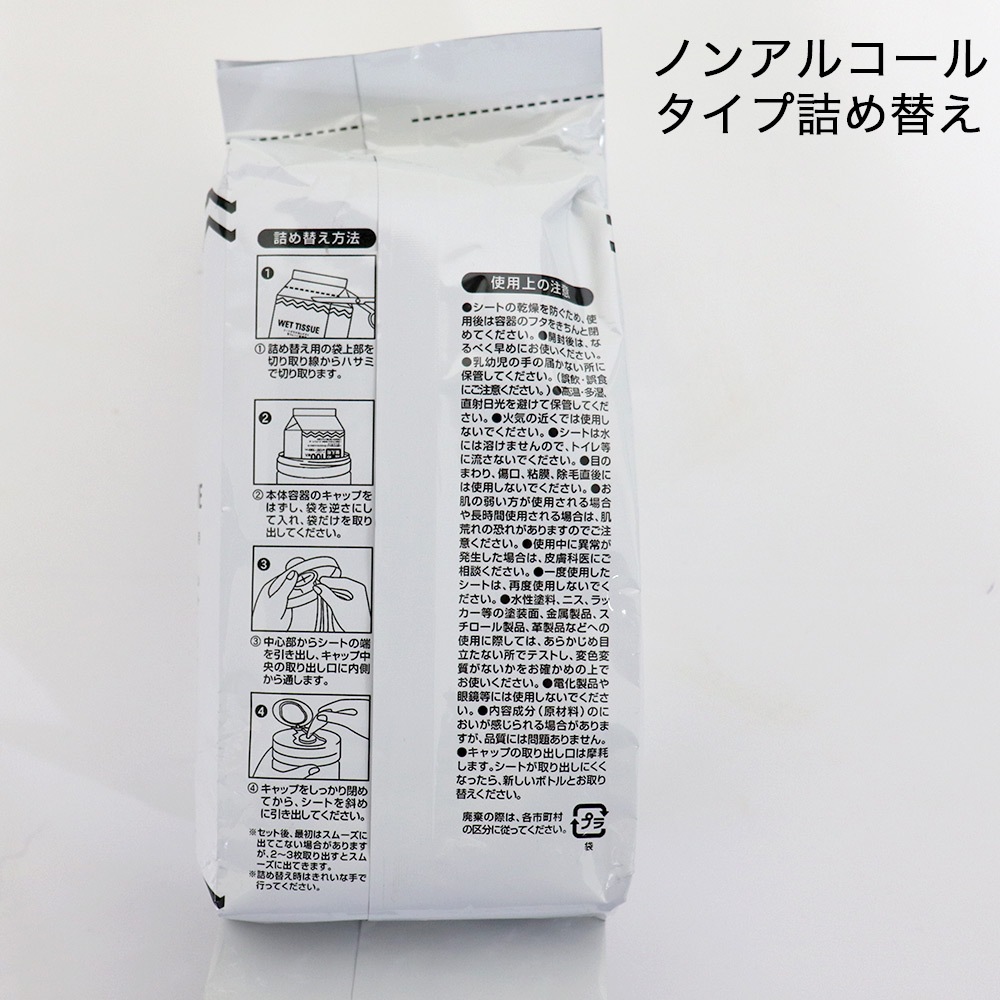 ノンアルコール
タイプ詰め替え
詰め替え方法
❶
WET TISSUE
①詰め替え用の袋上部を
切り取り線からハサミ
で切り取ります。
❷
②本体容器のキャップを
はずし、袋を逆さにし
て入れ、袋だけを取り
出してください。
❸
③中心部からシートの端
を引き出し、キャップ中
央の取り出し口に内側
から通します。
❹
④キャップをしっかり閉め
てから、シートを斜め
に引き出してください。
※セット後、最初はスムーズに
出てこない場合があります
が、2〜3枚取り出すとスム
ーズに出てきます。
※詰め替え時はきれいな手で
行ってください。
使用上の注意
●シートの乾燥を防ぐため、使
用後は容器のフタをきちんと閉
めてください。●開封後は、な
るべく早めにお使いください。
●乳幼児の手の届かない所に
保管してください。(誤飲・誤食
にご注意ください。)●高温・多湿、
直射日光を避けて保管してくだ
さい。●火気の近くでは使用し
ないでください。●シートは水
には溶けませんので、トイレ等
に流さないでください。●目の
まわり、傷口、粘膜、除毛直後に
は使用しないでください。●お
肌の弱い方が使用される場合
や長時間使用される場合は、肌
荒れの恐れがありますのでご注
意ください。●使用中に異常が
発生した場合は、皮膚科医にご
相談ください。●一度使用した
シートは、再度使用しないでく
ださい。●水性塗料、ニス、ラッ
カー等の塗装面、金属製品、ス
チロール製品、革製品などへの
使用に際しては、あらかじめ目
立たない所でテストし、変色変
質がないかをお確かめの上で
お使いください。●電化製品や
眼鏡等には使用しないでくださ
い。●内容成分(原材料)のに
おいが感じられる場合がありま
すが、品質には問題ありません。
●キャップの取り出し口は摩耗
します。シートが取り出しにくく
なったら、新しいボトルとお取り
替えください。
廃棄の際は、各市町村
の区分に従ってください。
プラ
袋